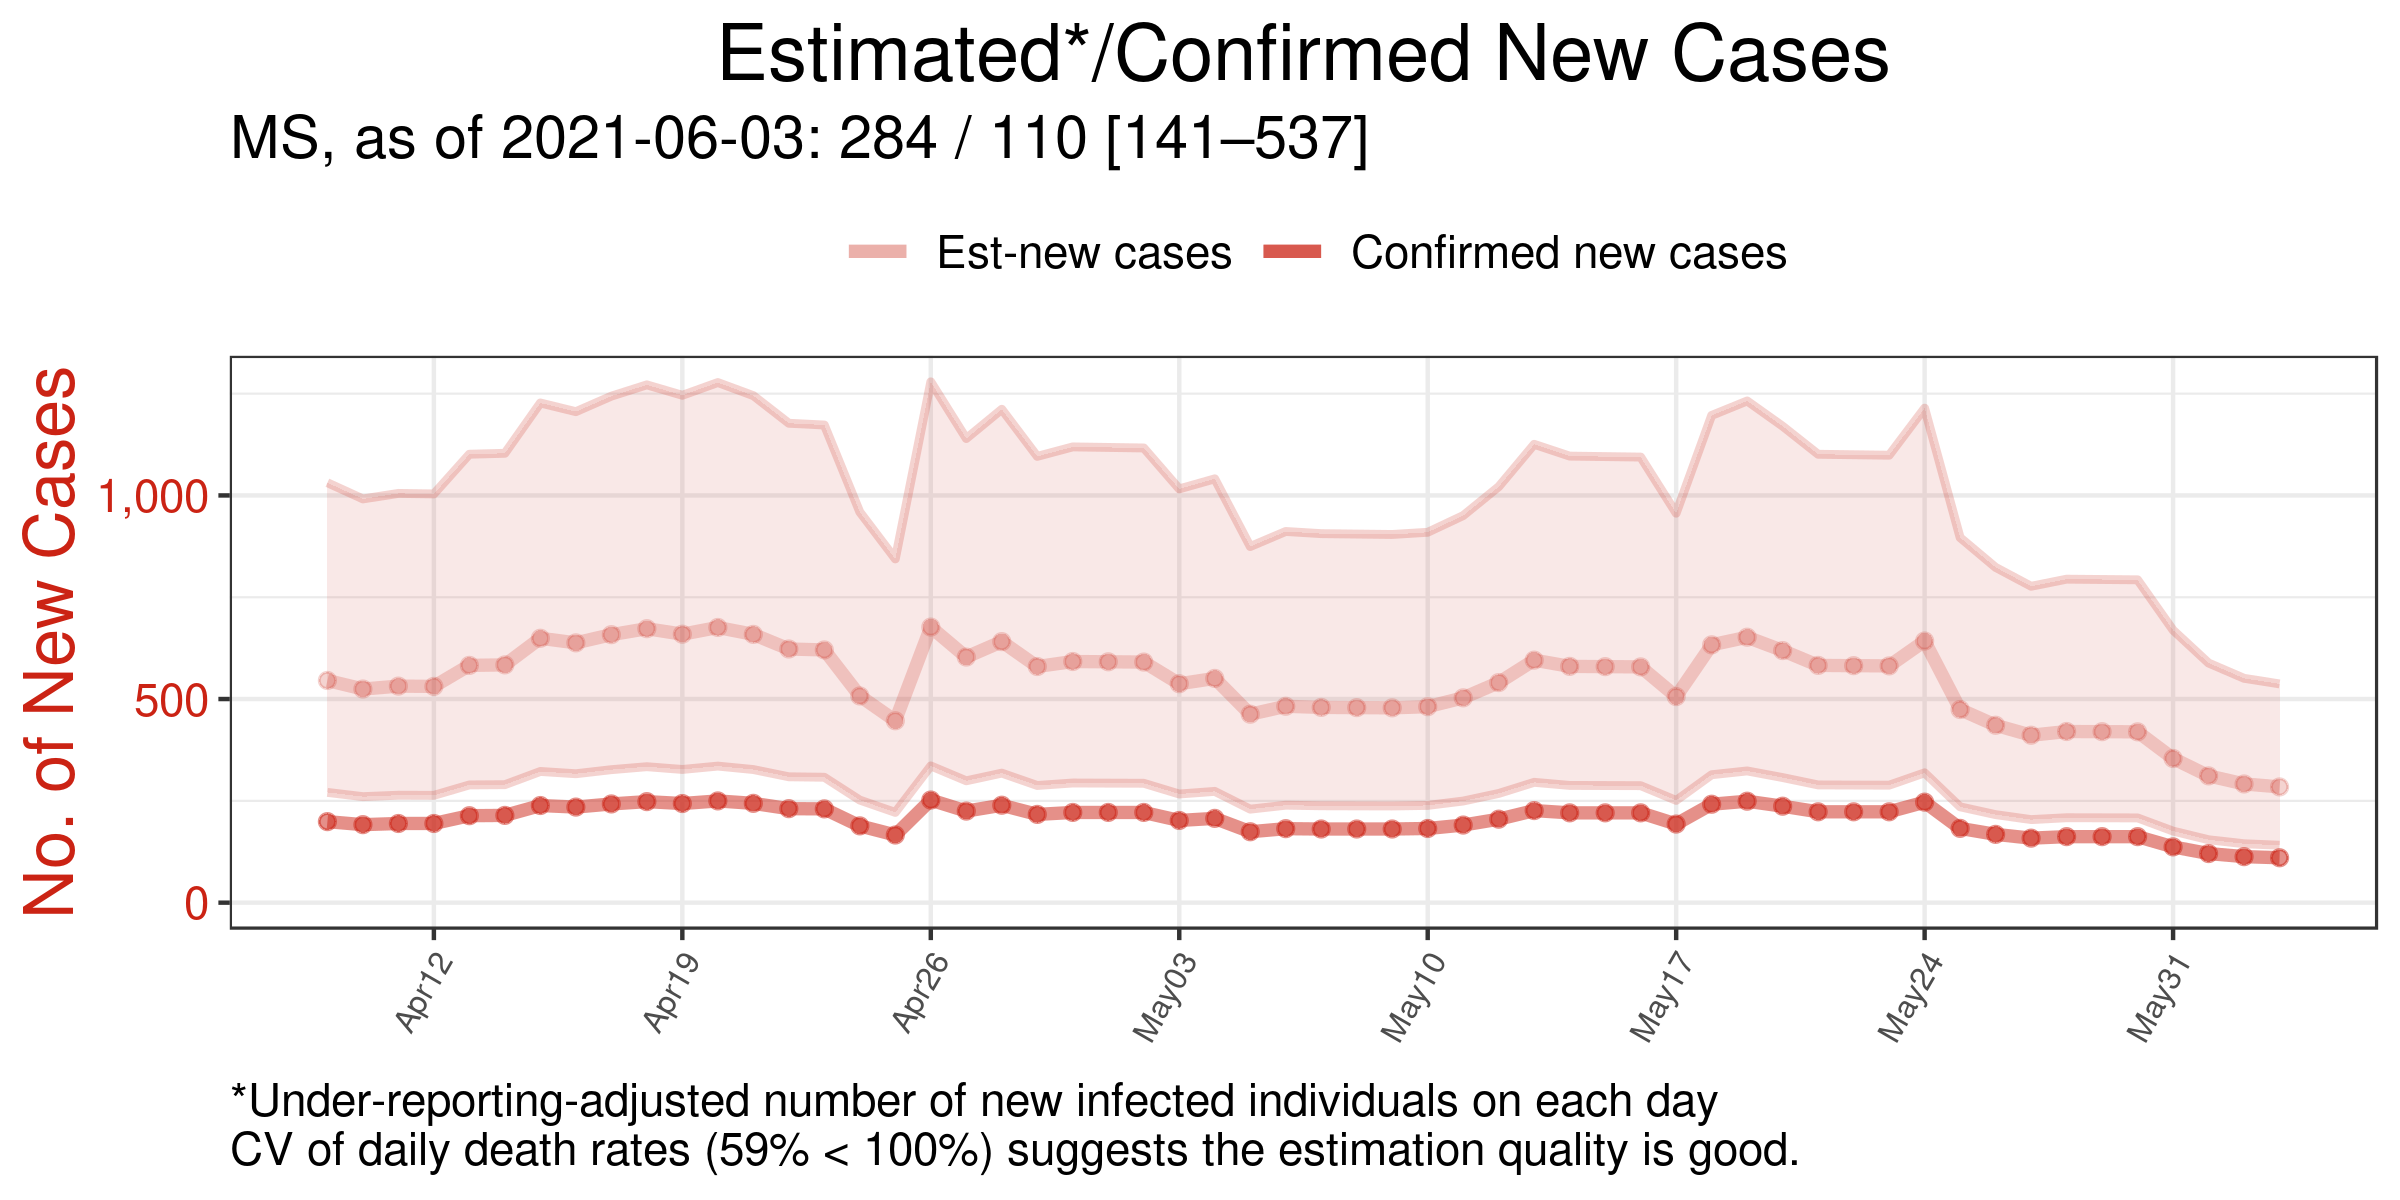 Estimated*/Confirmed New Cases
MS, as of 2021-06-03: 284 / 110 [141–537]
Est-new cases
Confirmed new cases
No. of New Cases
1,000
500
0
Apr12
Apr19
Apr26
May03
May10
May17
May24
May31
*Under-reporting-adjusted number of new infected individuals on each day
CV of daily death rates (59% < 100%) suggests the estimation quality is good.